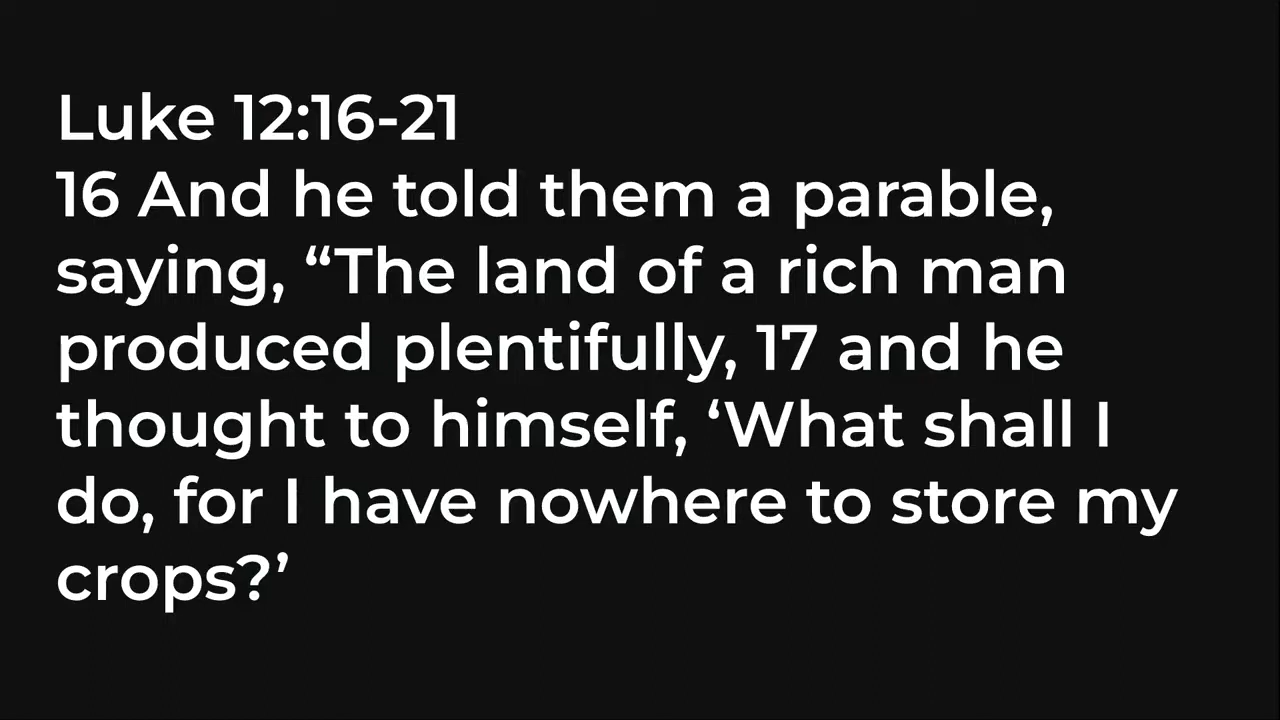 Luke 12:16-21
16 And he told them a parable,
saying, “The land of a rich man
produced plentifully, 17 and he
thought to himself, ‘What shall I
do, for I have nowhere to store my
crops?’